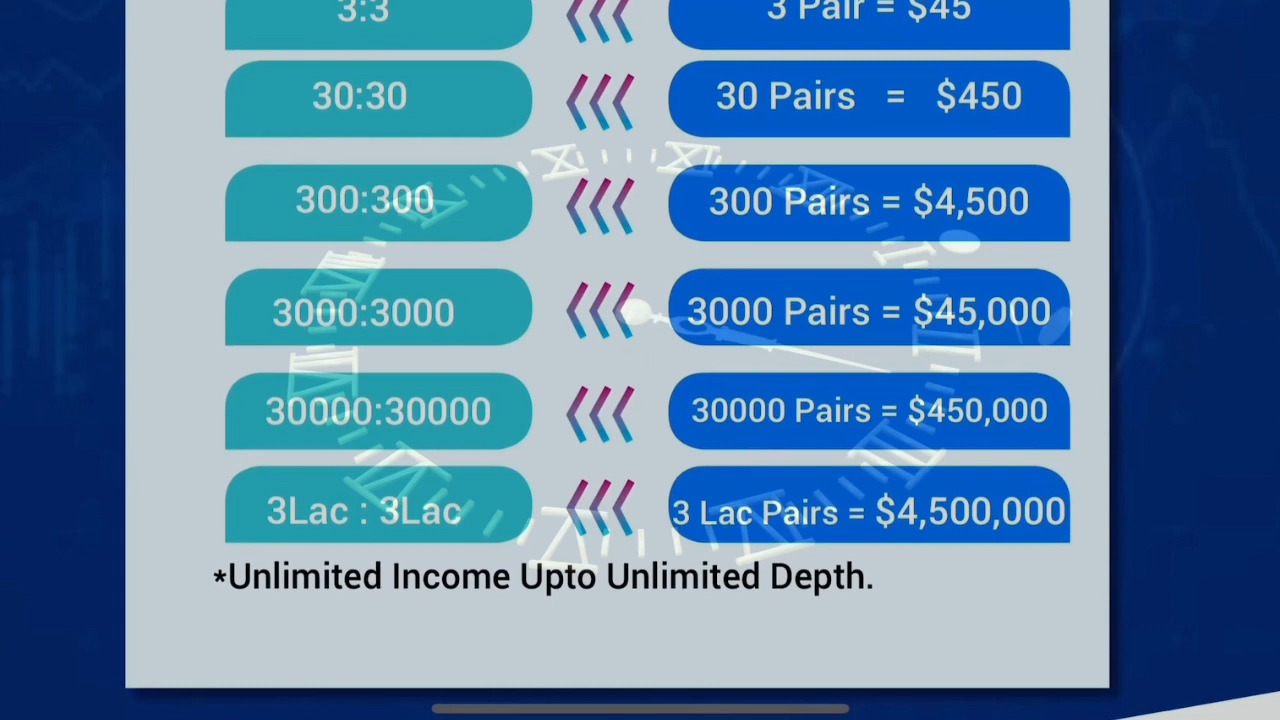 3:3
3 Pair = $45
30:30
30 Pairs = $450
300:300
300 Pairs = $4,500
3000:3000
3000 Pairs = $45,000
30000:30000
30000 Pairs = $450,000
3Lac : 3Lac
3 Lac Pairs = $4,500,000
*Unlimited Income Upto Unlimited Depth.